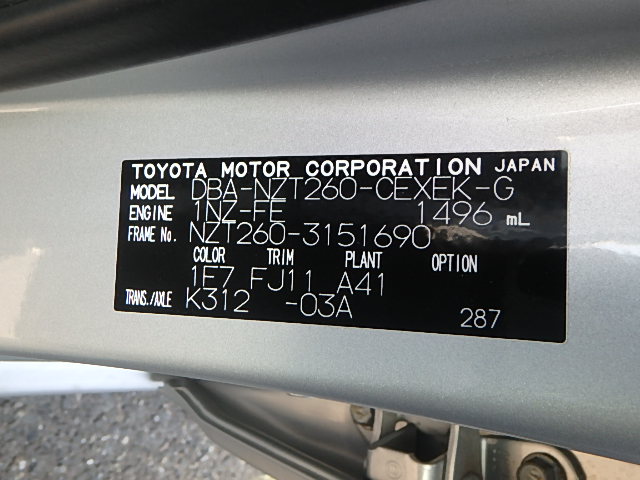 TOYOTA MOTOR CORPORATION JAPAN
MODEL DBA-NZT260-CEXEK-G
ENGINE 1NZ-FE 1496 mL
FRAME No. NZT260-3151690
COLOR TRIM PLANT OPTION
1F7 FJ11 A41
TRANS./AXLE K312 -03A
287